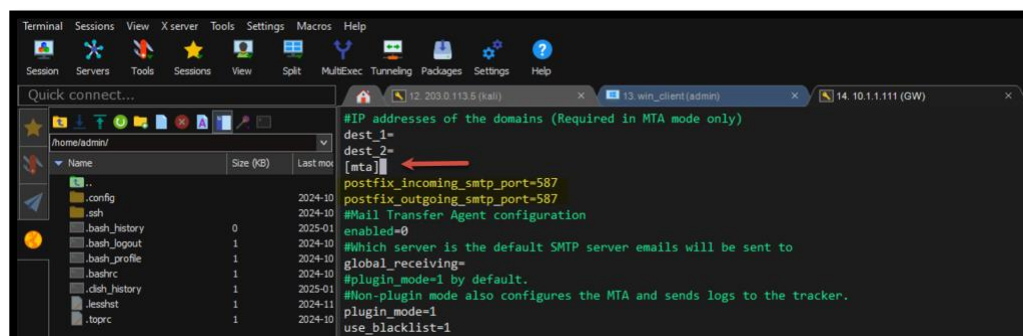 Terminal Sessions View X server Tools Settings Macros Help
Session Servers Tools Sessions View Split MultiExec Tunneling Packages Settings Help
Quick connect...
12. 203.0.113.5 (kali)
13. win_client (admin)
14. 10.1.1.111 (GW)
/home/admin/
Name Size (KB) Last mod
..
.config 2024-10
.ssh 2024-10
.bash_history 0 2025-01
.bash_logout 1 2024-10
.bash_profile 1 2024-10
.bashrc 1 2024-10
.clish_history 1 2025-01
.lesshst 1 2024-11
.toprc 1 2024-10
#IP addresses of the domains (Required in MTA mode only)
dest_1=
dest_2=
[mta]
postfix_incoming_smtp_port=587
postfix_outgoing_smtp_port=587
#Mail Transfer Agent configuration
enabled=0
#Which server is the default SMTP server emails will be sent to
global_receiving=
#plugin_mode=1 by default.
#Non-plugin mode also configures the MTA and sends logs to the tracker.
plugin_mode=1
use_blacklist=1